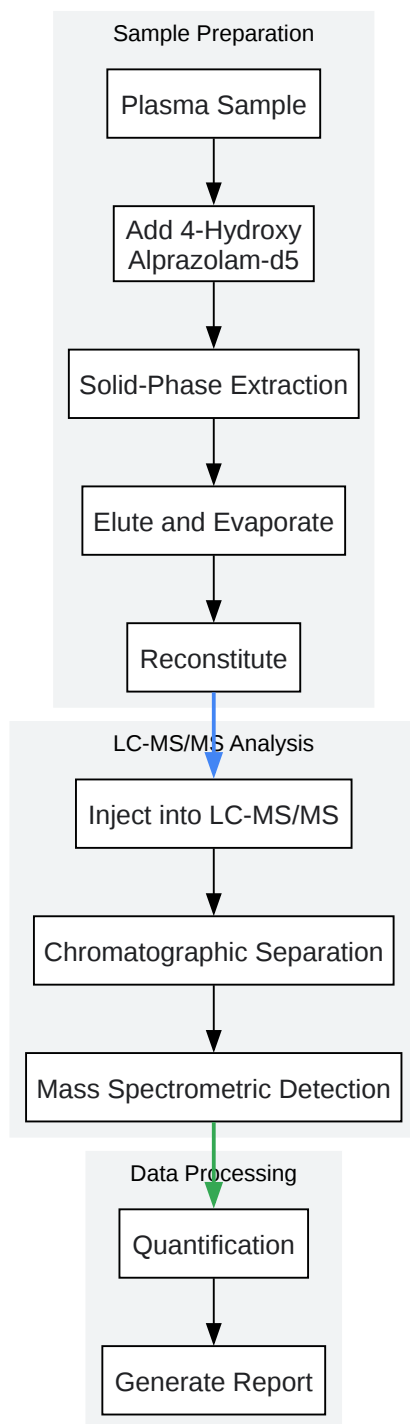 Sample Preparation
Plasma Sample
Add 4-Hydroxy
Alprazolam-d5
Solid-Phase Extraction
Elute and Evaporate
Reconstitute
LC-MS/MS Analysis
Inject into LC-MS/MS
Chromatographic Separation
Mass Spectrometric Detection
Data Processing
Quantification
Generate Report